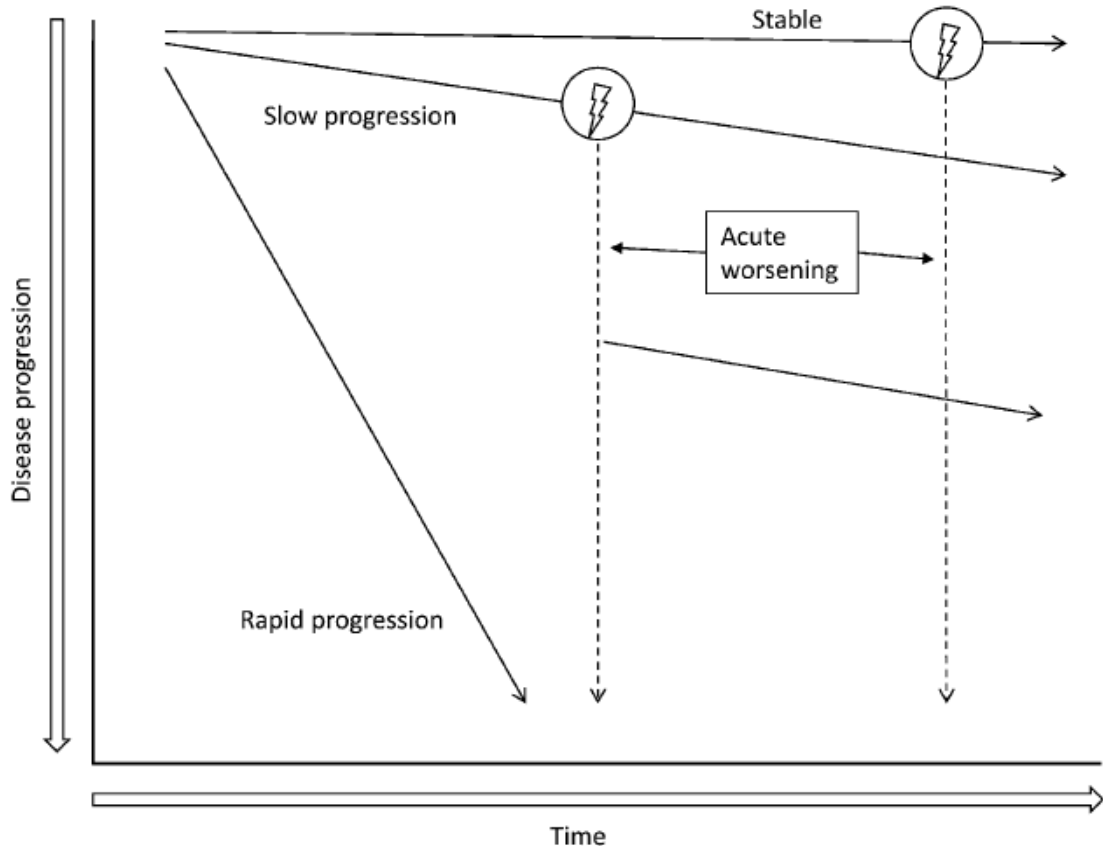 Stable
Slow progression
Acute
worsening
Disease progression
Rapid progression
Time